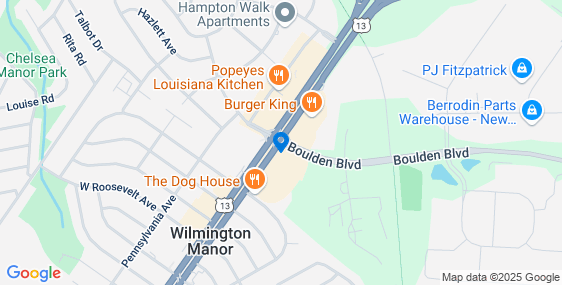 Hampton Walk
Apartments
Hazlett Ave
Talbot Dr
Rita Rd
13
Chelsea
Manor Park
Popeyes
Louisiana Kitchen
PJ Fitzpatrick
Louise Rd
Burger King
Berrodin Parts
Warehouse - New...
Boulden Blvd
Boulden Blvd
The Dog House
W Roosevelt Ave
Pennsylvania Ave
13
Wilmington
Manor
Google
Map data ©2025 Google